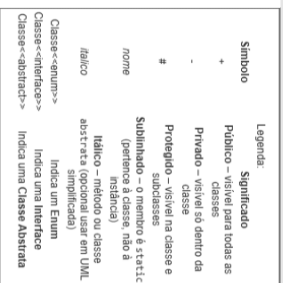 Legenda:
Símbolo Significado
+ Público – visível para todas as
classes
- Privado – visível só dentro da
classe
# Protegido – visível na classe e
subclasses
nome Sublinhado – o membro é static
(pertence à classe, não à
instância)
itálico Itálico – método ou classe
abstrata (opcional usar em UML
simplificada)
Classe<<enum>> Indica um Enum
Classe<<interface>> Indica uma Interface
Classe<<abstract>> Indica uma Classe Abstrata